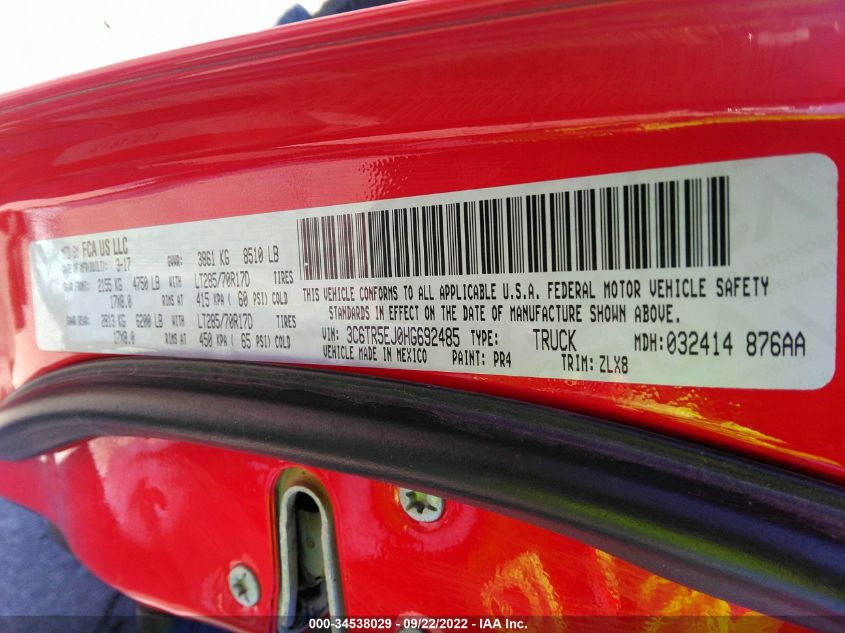 MFD BY FCA US LLC
DATE OF MFR(BUILT): 3-17 GVWR: 3861 KG 8510 LB
GAWR FRONT: 2155 KG 4750 LB WITH LT285/70R17D TIRES
17X8.0 RIMS AT 415 KPA ( 60 PSI) COLD
GAWR REAR: 2813 KG 6200 LB WITH LT285/70R17D TIRES
17X8.0 RIMS AT 450 KPA ( 65 PSI) COLD
THIS VEHICLE CONFORMS TO ALL APPLICABLE U.S.A. FEDERAL MOTOR VEHICLE SAFETY
STANDARDS IN EFFECT ON THE DATE OF MANUFACTURE SHOWN ABOVE.
VIN: 3C6TR5EJ0HG692485 TYPE: TRUCK MDH:032414 876AA
VEHICLE MADE IN MEXICO PAINT: PR4 TRIM:ZLX8
000-34538029 - 09/22/2022 - IAA Inc.